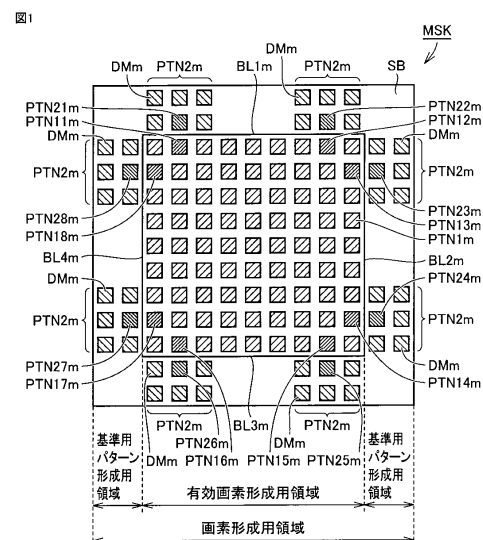 図1
MSK
DMm
PTN2m
BL1m
DMm
PTN2m
SB
PTN21m
PTN11m
DMm
PTN2m
PTN28m
PTN18m
BL4m
DMm
PTN2m
PTN27m
PTN17m
PTN22m
PTN12m
DMm
PTN2m
PTN23m
PTN13m
PTN1m
BL2m
PTN24m
PTN2m
DMm
PTN14m
PTN2m
BL3m
PTN2m
PTN26m
DMm
DMm
PTN16m
PTN15m
PTN25m
基準用
パターン
形成用
領域
有効画素形成用領域
基準用
パターン
形成用
領域
画素形成用領域